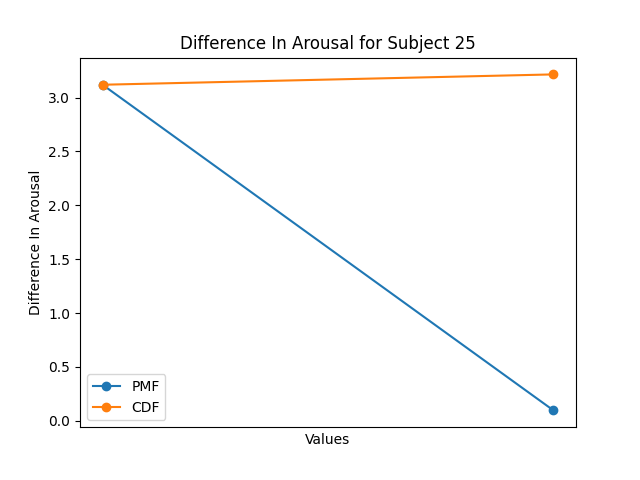 Difference In Arousal for Subject 25
Difference In Arousal
3.0
2.5
2.0
1.5
1.0
0.5
0.0
PMF
CDF
Values